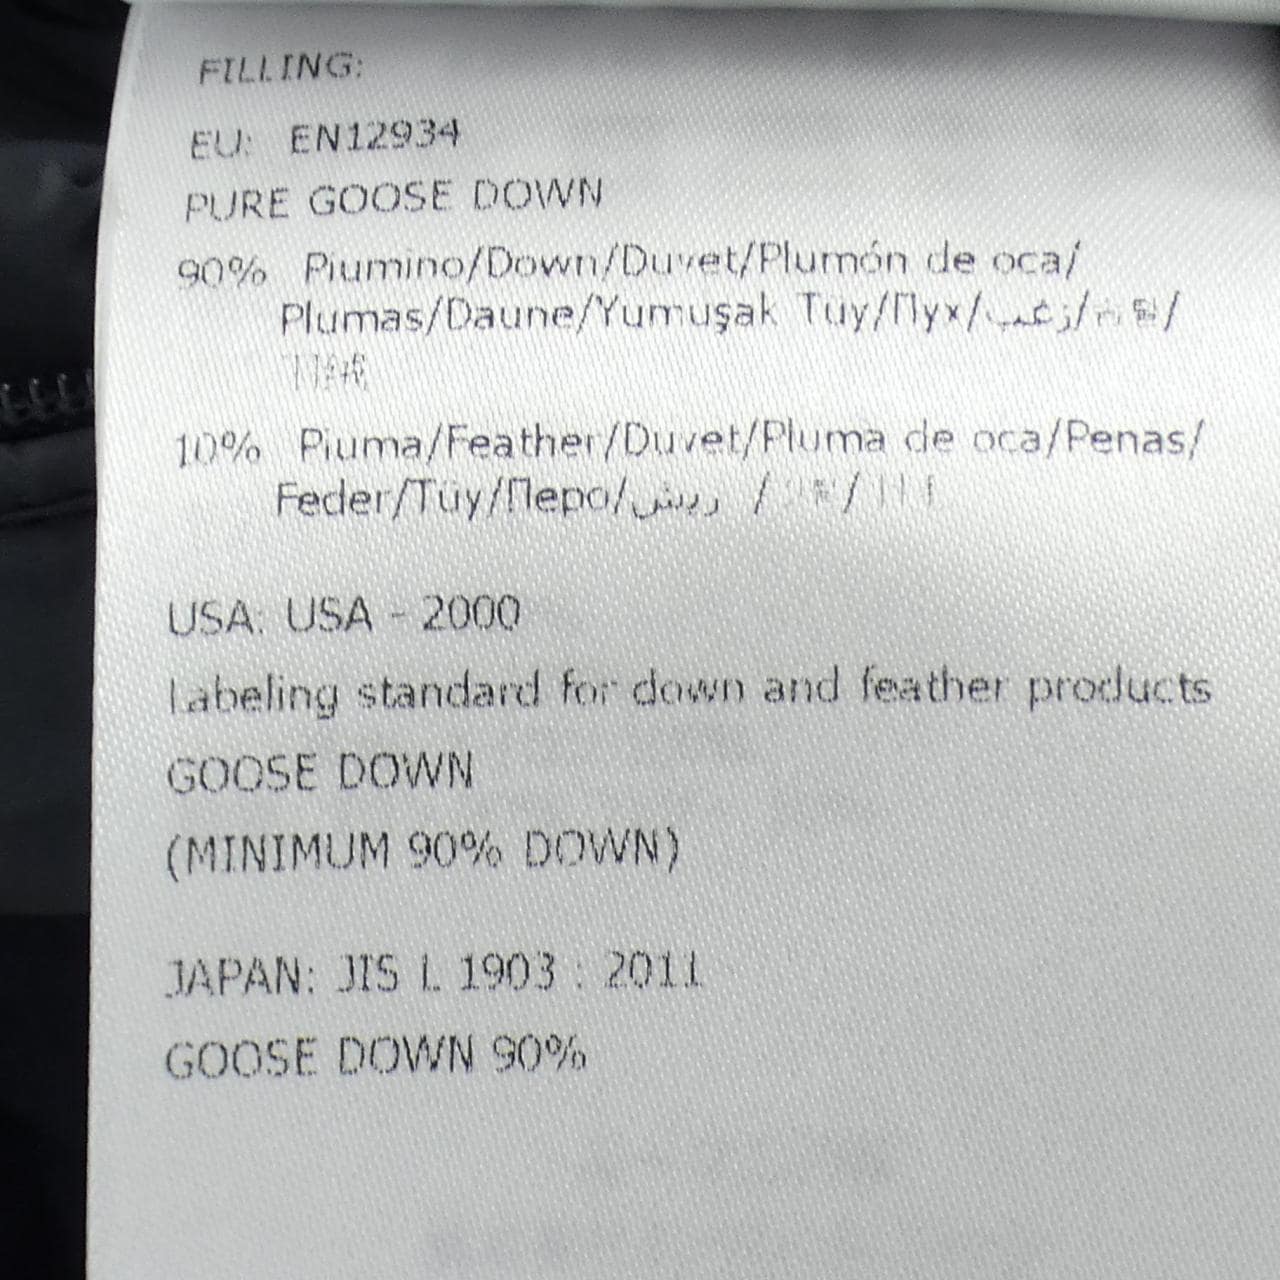 FILLING:
EU: EN12934
PURE GOOSE DOWN
90% Piumino/Down/Duvet/Plumón de oca/
Plumas/Daune/Yumuşak Tüy/Пух/زغب/
10% Piuma/Feather/Duvet/Pluma de oca/Penas/
Feder/Tüy/Перо/ريش /
USA: USA - 2000
Labeling standard for down and feather products
GOOSE DOWN
(MINIMUM 90% DOWN)
JAPAN: JIS L 1903 : 2011
GOOSE DOWN 90%